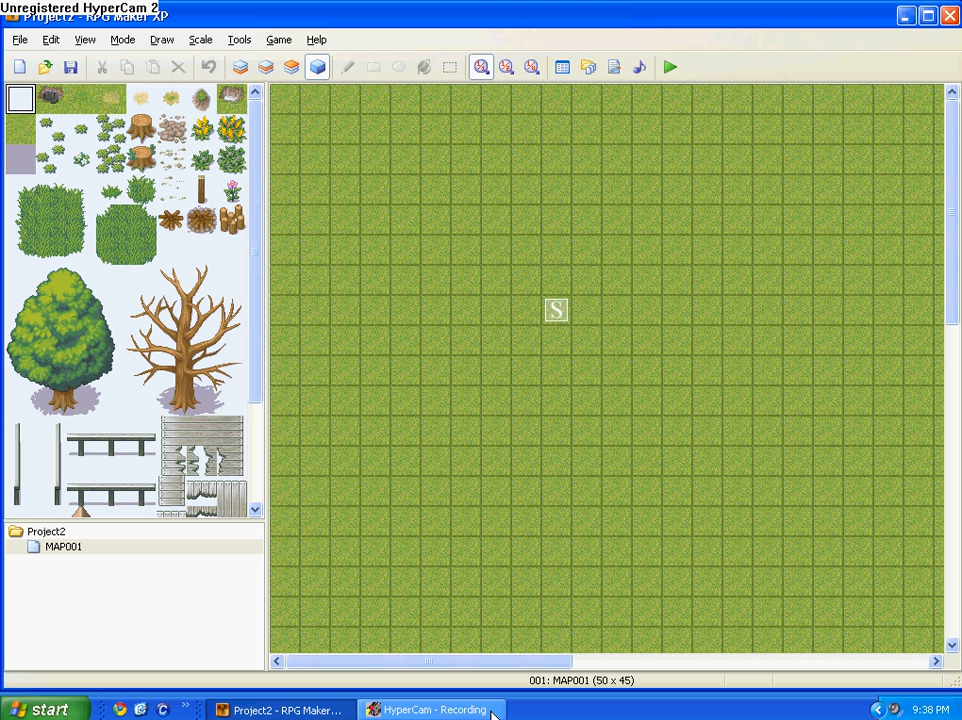 Unregistered HyperCam 2
Project2 - RPG Maker XP
File Edit View Mode Draw Scale Tools Game Help
S
Project2
MAP001
001: MAP001 (50 x 45)
start
Project2 - RPG Maker...
HyperCam - Recording
9:38 PM